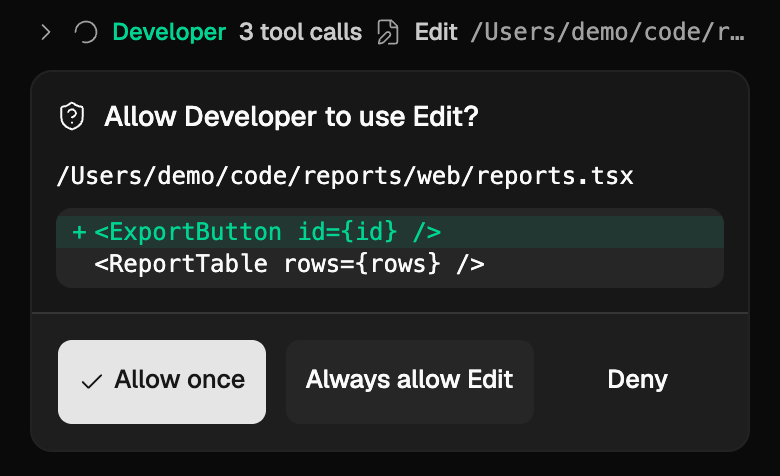 Developer 3 tool calls Edit /Users/demo/code/r…
Allow Developer to use Edit?
/Users/demo/code/reports/web/reports.tsx
+ <ExportButton id={id} />
<ReportTable rows={rows} />
Allow once Always allow Edit Deny